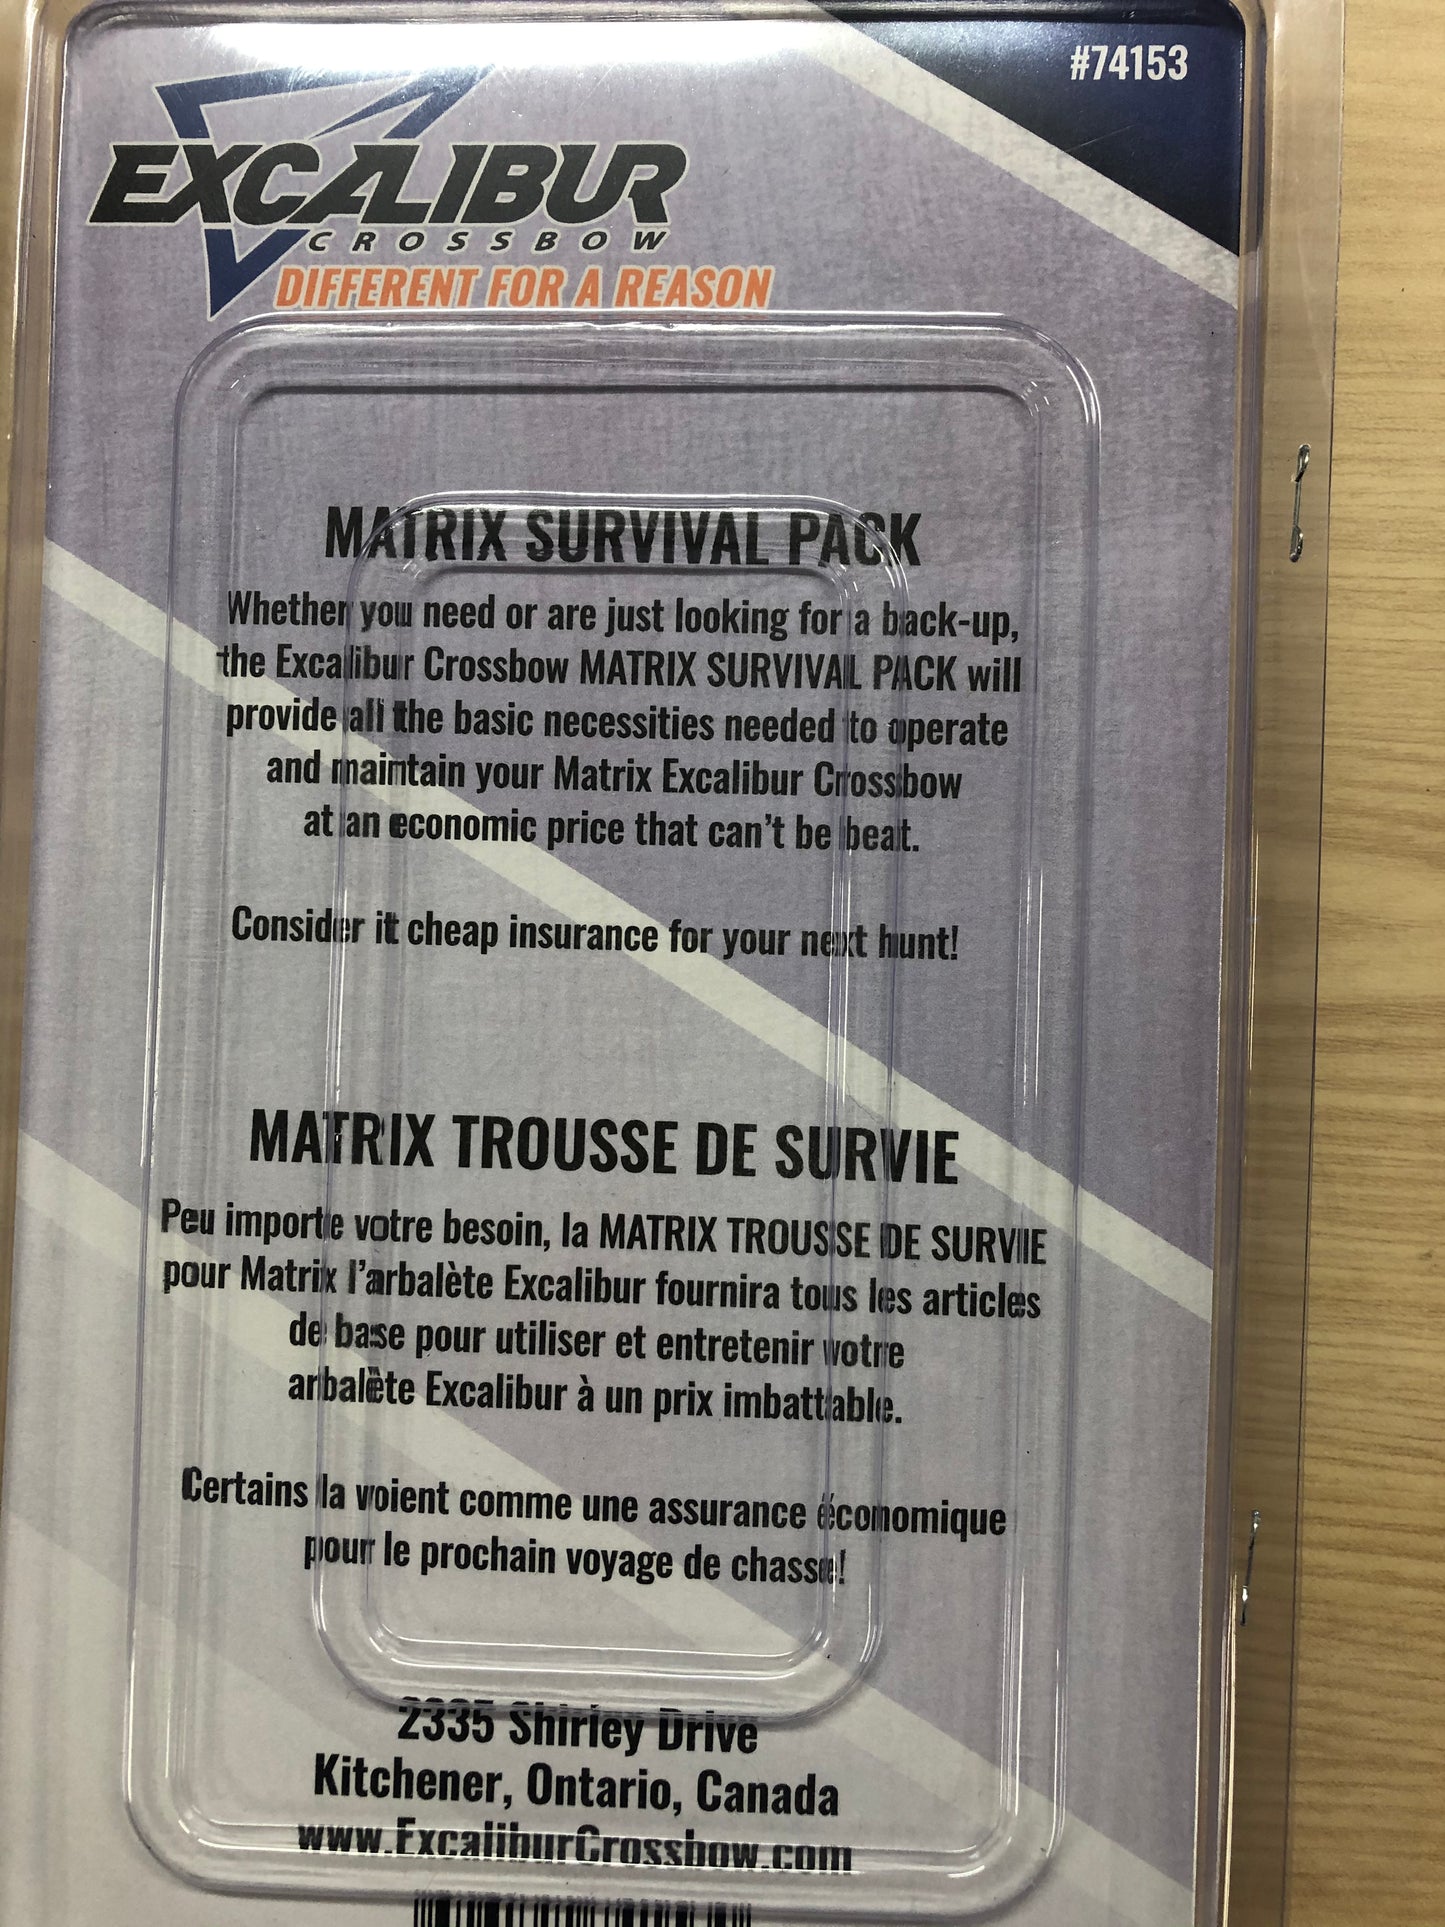 #74153
EXCALIBUR
CROSSBOW
DIFFERENT FOR A REASON
MATRIX SURVIVAL PACK
Whether you need or are just looking for a back-up,
the Excalibur Crossbow MATRIX SURVIVAL PACK will
provide all the basic necessities needed to operate
and maintain your Matrix Excalibur Crossbow
at an economic price that can't be beat.
Consider it cheap insurance for your next hunt!
MATRIX TROUSSE DE SURVIE
Peu importe votre besoin, la MATRIX TROUSSE DE SURVIE
pour Matrix l'arbalète Excalibur fournira tous les articles
de base pour utiliser et entretenir votre
arbalète Excalibur à un prix imbattable.
Certains la voient comme une assurance économique
pour le prochain voyage de chasse!
2335 Shirley Drive
Kitchener, Ontario, Canada
www.ExcaliburCrossbow.com